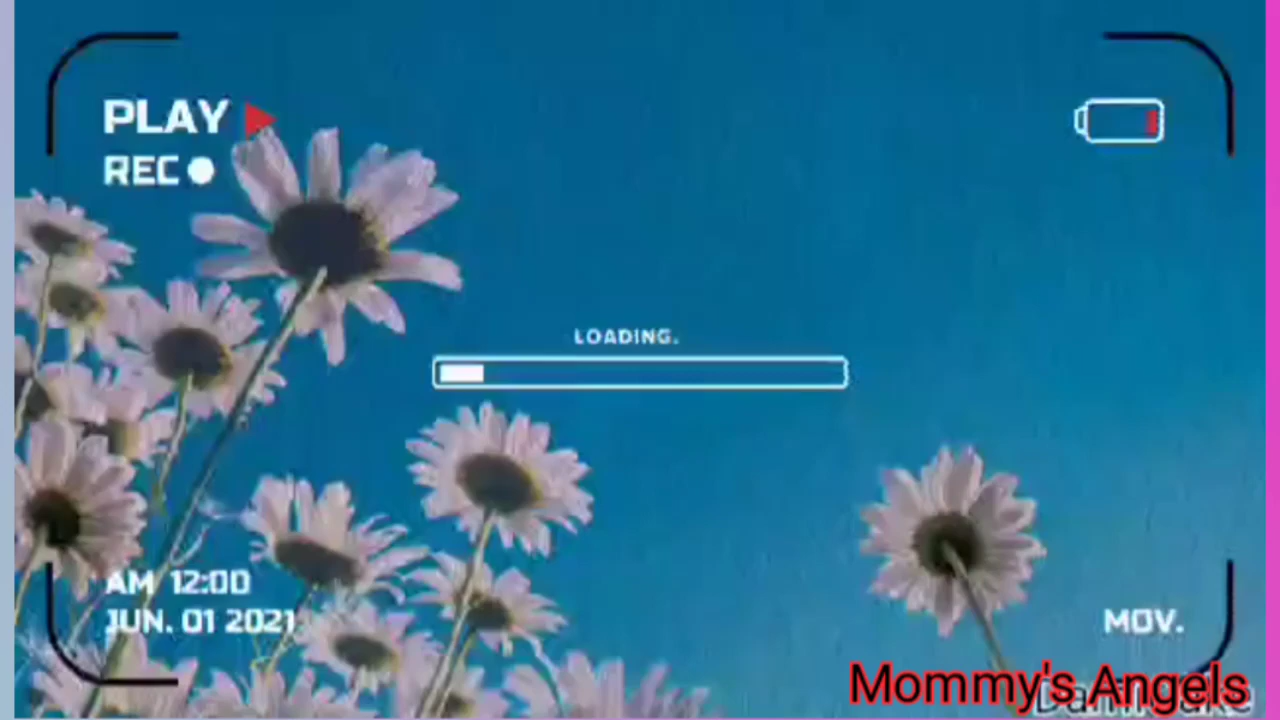 PLAY
REC
LOADING.
AM 12:00
JUN. 01 2021
MOV.
Mommy's Angels